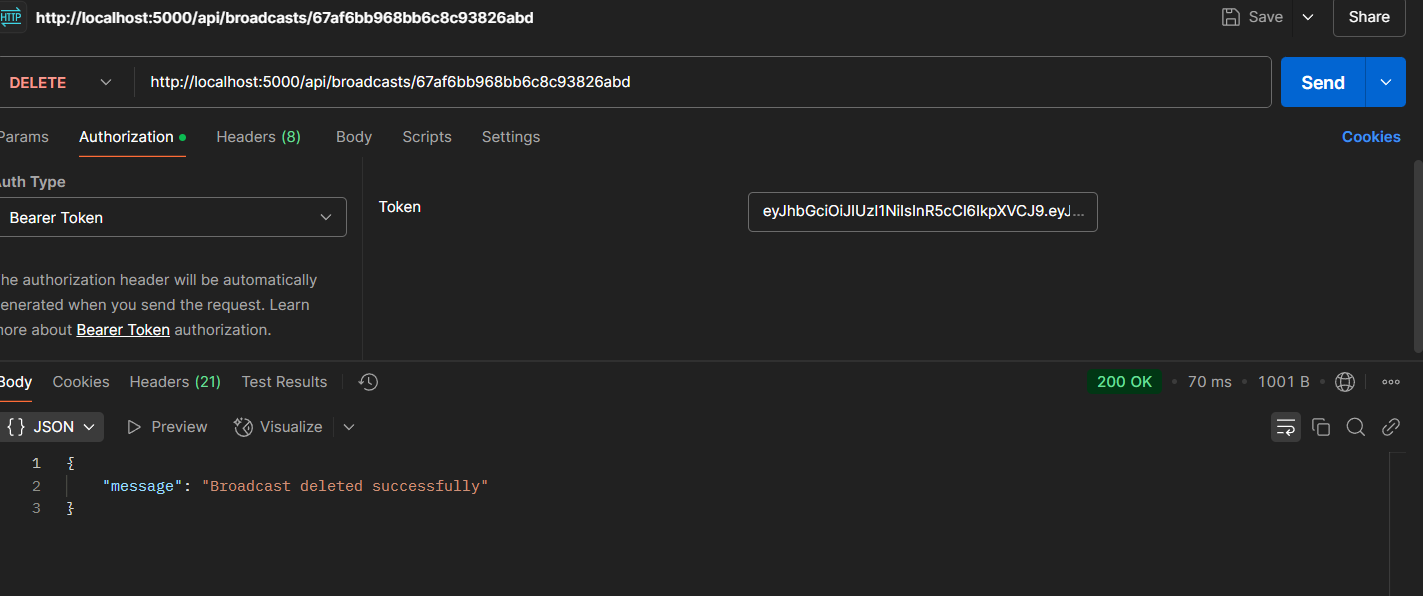 HTTP http://localhost:5000/api/broadcasts/67af6bb968bb6c8c93826abd Save Share
DELETE http://localhost:5000/api/broadcasts/67af6bb968bb6c8c93826abd Send
Params Authorization Headers (8) Body Scripts Settings Cookies
uth Type
Bearer Token
Token eyJhbGciOiJIUzI1NiIsInR5cCI6IkpXVCJ9.eyJ...
he authorization header will be automatically
enerated when you send the request. Learn
ore about Bearer Token authorization.
Body Cookies Headers (21) Test Results 200 OK • 70 ms • 1001 B •
{} JSON Preview Visualize
1 {
2 "message": "Broadcast deleted successfully"
3 }